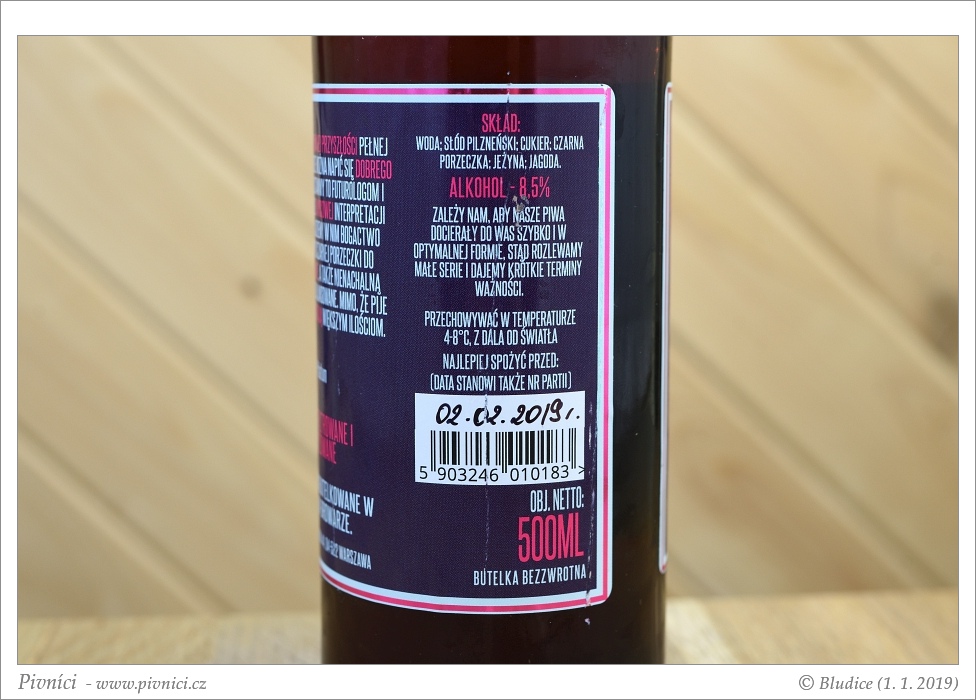 PRZYSZŁOŚCI PEŁNEJ
NAPIĆ SIĘ DOBREGO
TO FUTUROLOGOM I
INTERPRETACJI
W NIM BOGACTWO
PORZECZKI DO
TAKŻE NIENACHALNĄ
MIMO, ŻE PIJE
WIĘKSZYM ILOŚCIOM.
I
W
WARSZAWA
SKŁAD:
WODA; SŁÓD PILZNEŃSKI; CUKIER; CZARNA
PORZECZKA; JEŻYNA; JAGODA.
ALKOHOL - 8,5%
ZALEŻY NAM, ABY NASZE PIWA
DOCIERAŁY DO WAS SZYBKO I W
OPTYMALNEJ FORMIE, STĄD ROZLEWAMY
MAŁE SERIE I DAJEMY KRÓTKIE TERMINY
WAŻNOŚCI.
PRZECHOWYWAĆ W TEMPERATURZE
4-8°C, Z DALA OD ŚWIATŁA
NAJLEPIEJ SPOŻYĆ PRZED:
(DATA STANOWI TAKŻE NR PARTII)
02.02.2019r.
5 903246 010183 >
OBJ. NETTO:
500ML
BUTELKA BEZZWROTNA
Pivníci - www.pivnici.cz
© Bludice (1. 1. 2019)